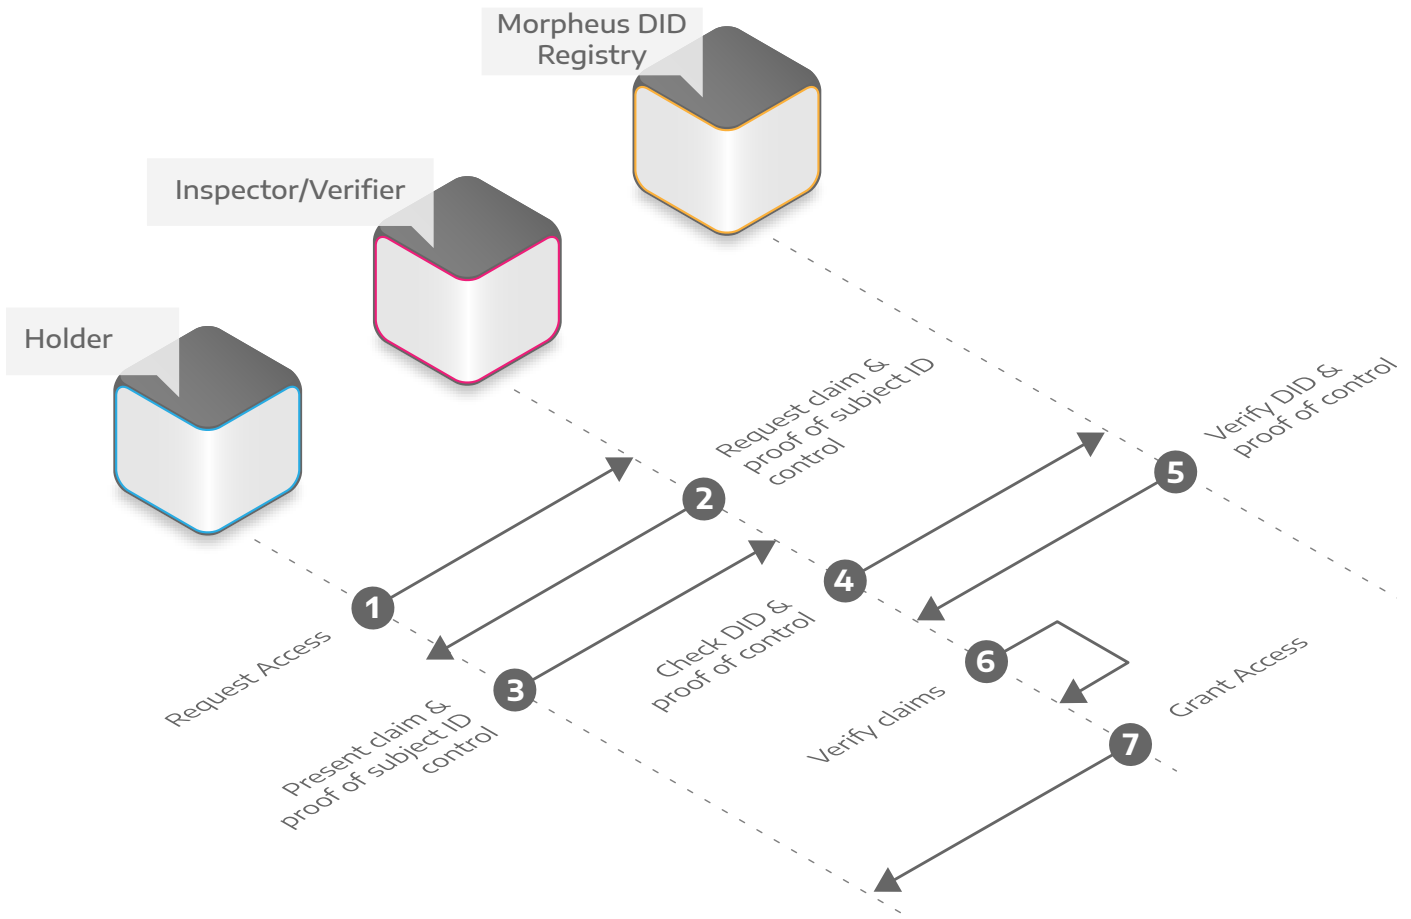 Morpheus DID
Registry
Inspector/Verifier
Holder
1
Request Access
2
Request claim &
proof of subject ID
control
3
Present claim &
proof of subject ID
control
4
Check DID &
proof of control
5
Verify DID &
proof of control
6
Verify claims
7
Grant Access